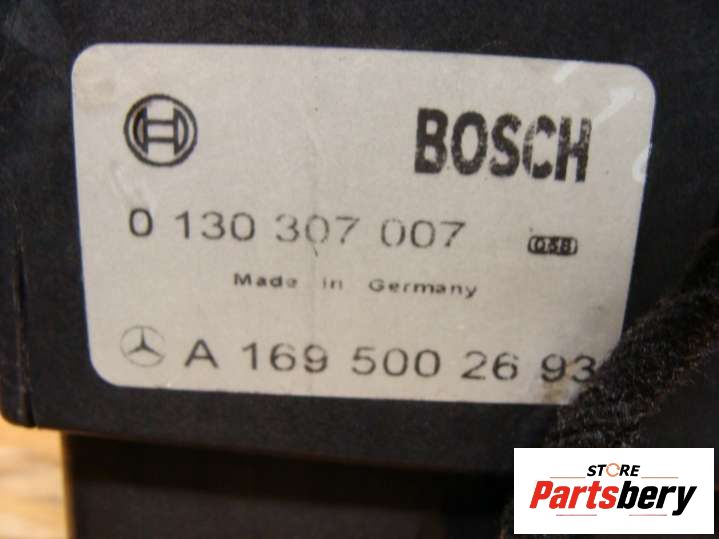 BOSCH
0 130 307 007
Made in Germany
A 169 500 26 93
STORE
Partsbery